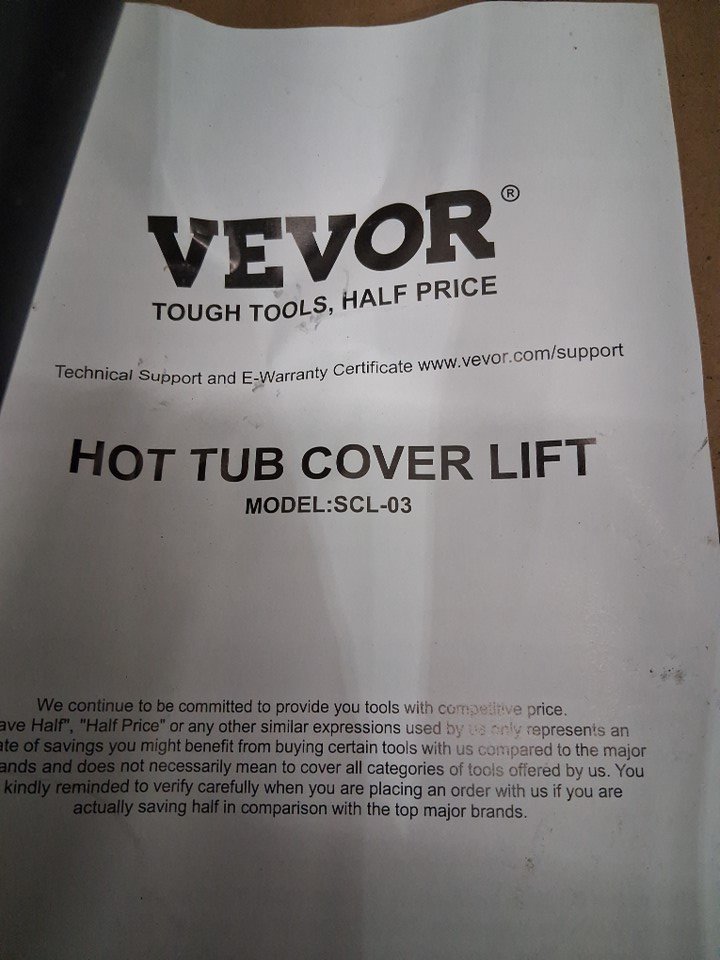 VEVOR®
TOUGH TOOLS, HALF PRICE
Technical Support and E-Warranty Certificate www.vevor.com/support
HOT TUB COVER LIFT
MODEL:SCL-03
We continue to be committed to provide you tools with competitive price.
ave Half", "Half Price" or any other similar expressions used by us only represents an
ate of savings you might benefit from buying certain tools with us compared to the major
ands and does not necessarily mean to cover all categories of tools offered by us. You
kindly reminded to verify carefully when you are placing an order with us if you are
actually saving half in comparison with the top major brands.